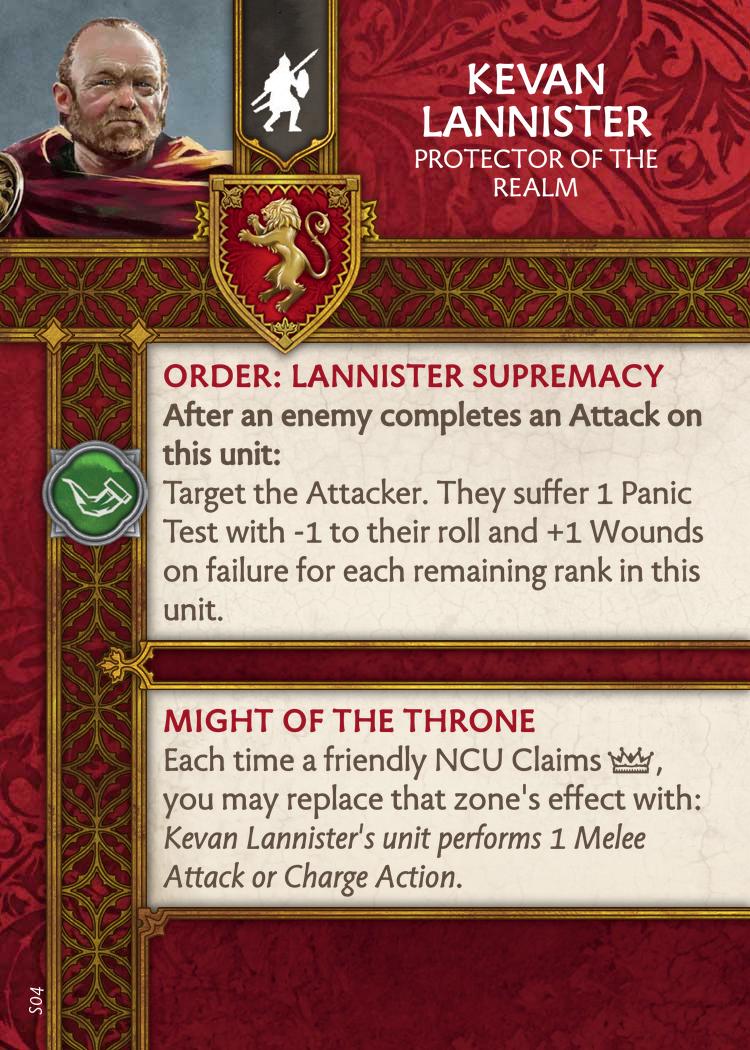 KEVAN
LANNISTER
PROTECTOR OF THE
REALM
ORDER: LANNISTER SUPREMACY
After an enemy completes an Attack on
this unit:
Target the Attacker. They suffer 1 Panic
Test with -1 to their roll and +1 Wounds
on failure for each remaining rank in this
unit.
MIGHT OF THE THRONE
Each time a friendly NCU Claims ,
you may replace that zone's effect with:
Kevan Lannister's unit performs 1 Melee
Attack or Charge Action.
S04